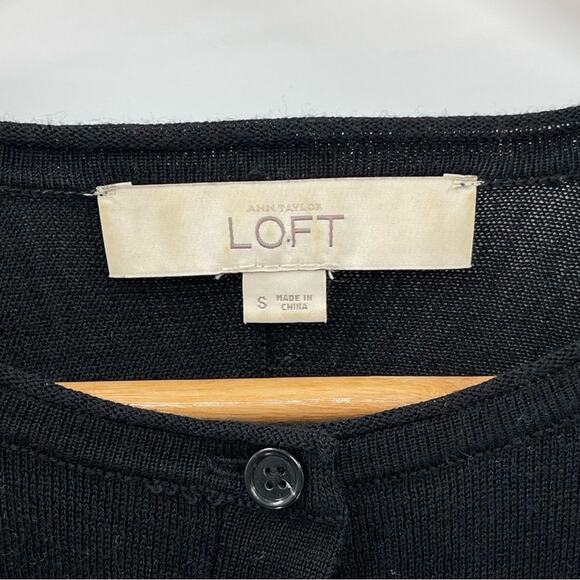 ANN TAYLOR
LOFT
S
MADE IN
CHINA